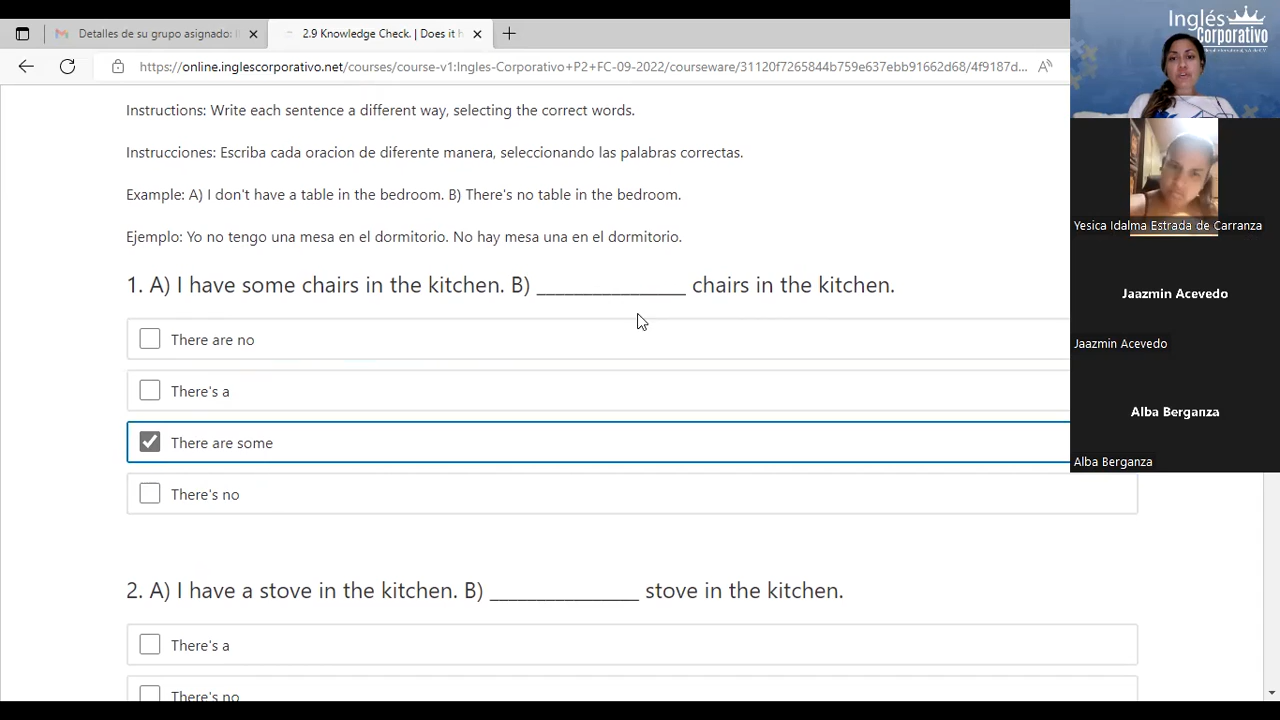 Detalles de su grupo asignado: I
2.9 Knowledge Check. | Does it h
https://online.inglescorporativo.net/courses/course-v1:Ingles-Corporativo+P2+FC-09-2022/courseware/31120f7265844b759e637ebb91662d68/4f9187d...
Instructions: Write each sentence a different way, selecting the correct words.
Instrucciones: Escriba cada oracion de diferente manera, seleccionando las palabras correctas.
Example: A) I don't have a table in the bedroom. B) There's no table in the bedroom.
Ejemplo: Yo no tengo una mesa en el dormitorio. No hay mesa una en el dormitorio.
1. A) I have some chairs in the kitchen. B) ________________ chairs in the kitchen.
There are no
There's a
There are some
There's no
2. A) I have a stove in the kitchen. B) ________________ stove in the kitchen.
There's a
There's no
Inglés
Corporativo
Yesica Idalma Estrada de Carranza
Jaazmin Acevedo
Jaazmin Acevedo
Alba Berganza
Alba Berganza